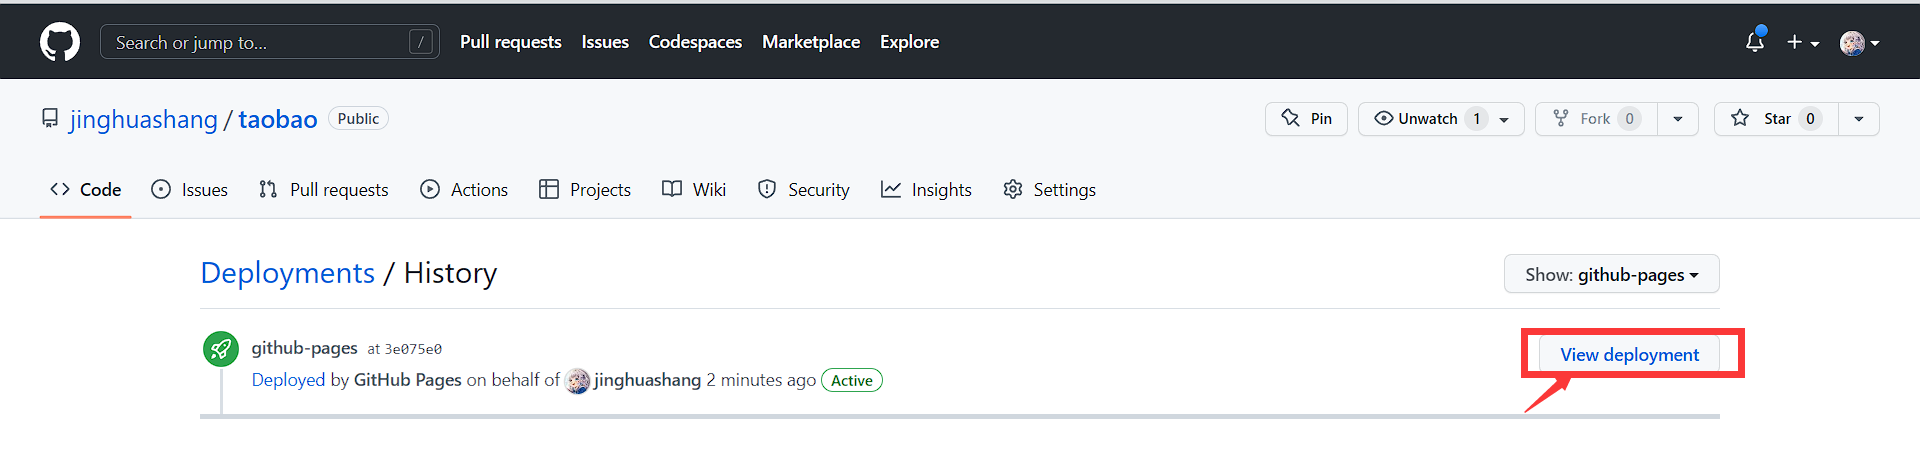 Search or jump to... / Pull requests Issues Codespaces Marketplace Explore
jinghuashang / taobao Public Pin Unwatch 1 Fork 0 Star 0
Code Issues Pull requests Actions Projects Wiki Security Insights Settings
Deployments / History Show: github-pages
github-pages at 3e075e0 View deployment
Deployed by GitHub Pages on behalf of jinghuashang 2 minutes ago Active